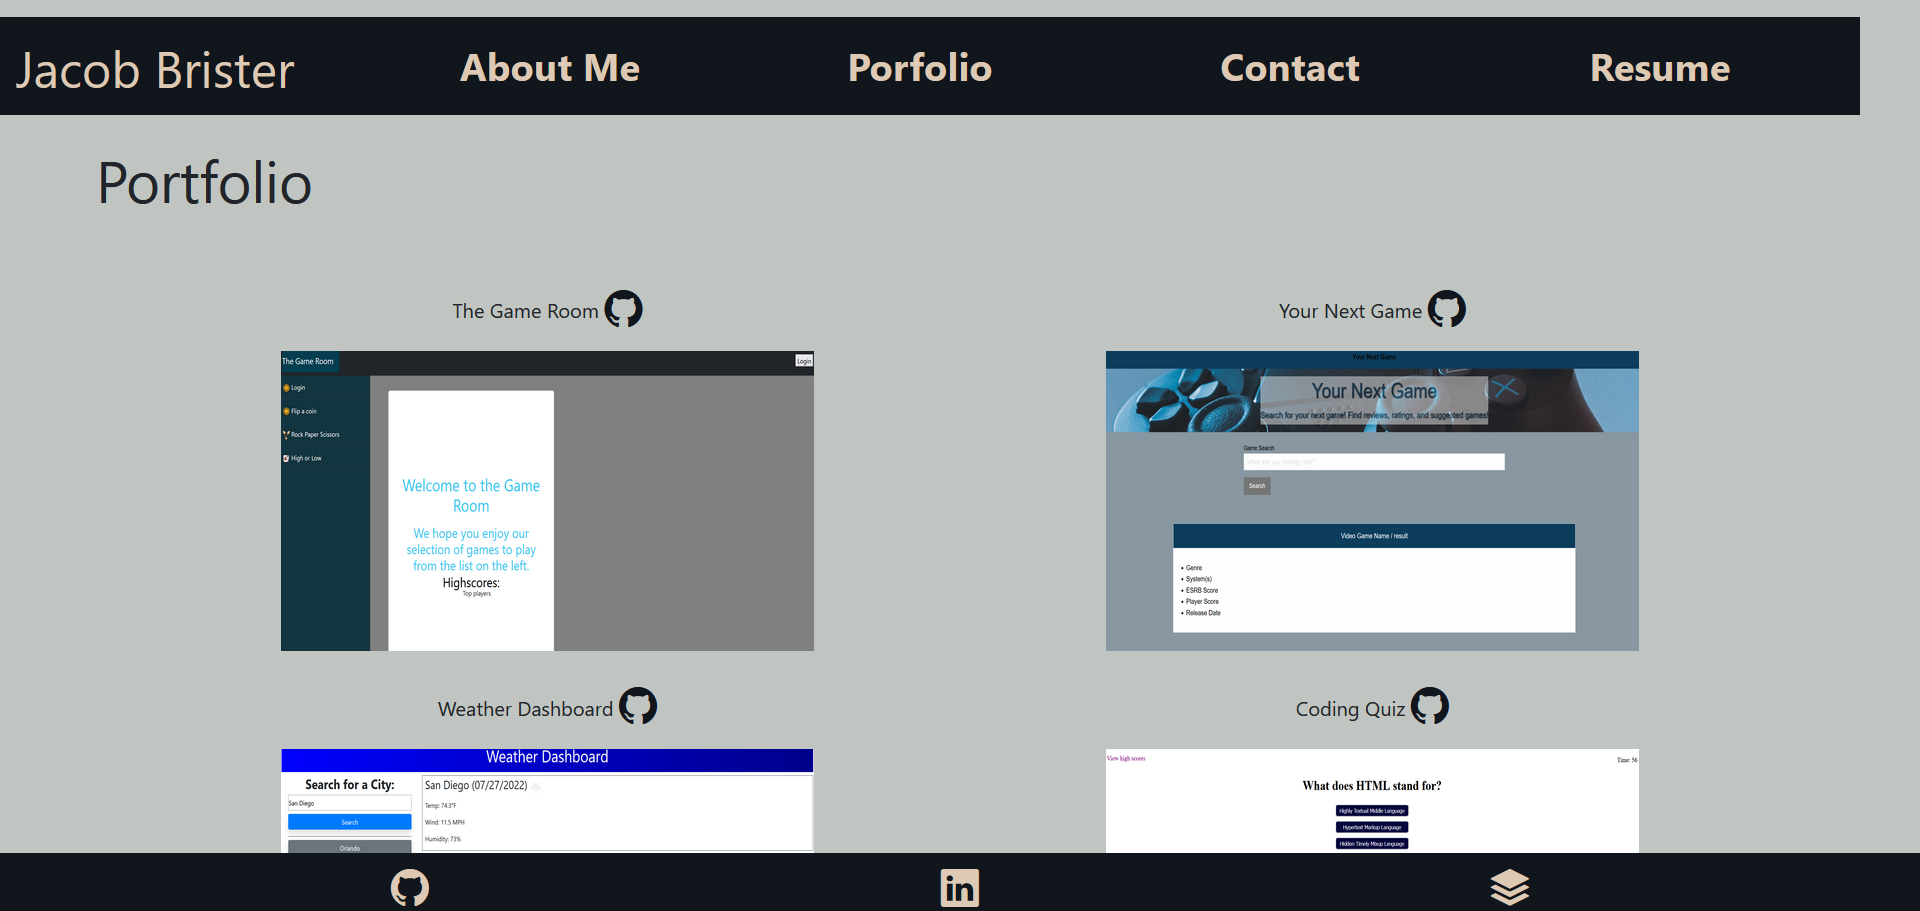 Jacob Brister About Me Porfolio Contact Resume
Portfolio
The Game Room
The Game Room Login
Login
Flip a coin
Rock Paper Scissors
High or Low
Welcome to the Game
Room
We hope you enjoy our
selection of games to play
from the list on the left.
Highscores:
Top players
Your Next Game
Your Next Game
Your Next Game
Search for your next game! Find reviews, ratings, and suggested games!
Game Search
What are you playing next?
Search
Video Game Name / result
• Genre
• System(s)
• ESRB Score
• Player Score
• Release Date
Weather Dashboard
Weather Dashboard
Search for a City:
San Diego
Search
Orlando
San Diego (07/27/2022)
Temp: 74.3°F
Wind: 11.5 MPH
Humidity: 73%
Coding Quiz
View high scores Time: 56
What does HTML stand for?
Highly Textual Middle Language
Hypertext Markup Language
Hidden Timely Mixup Language
in